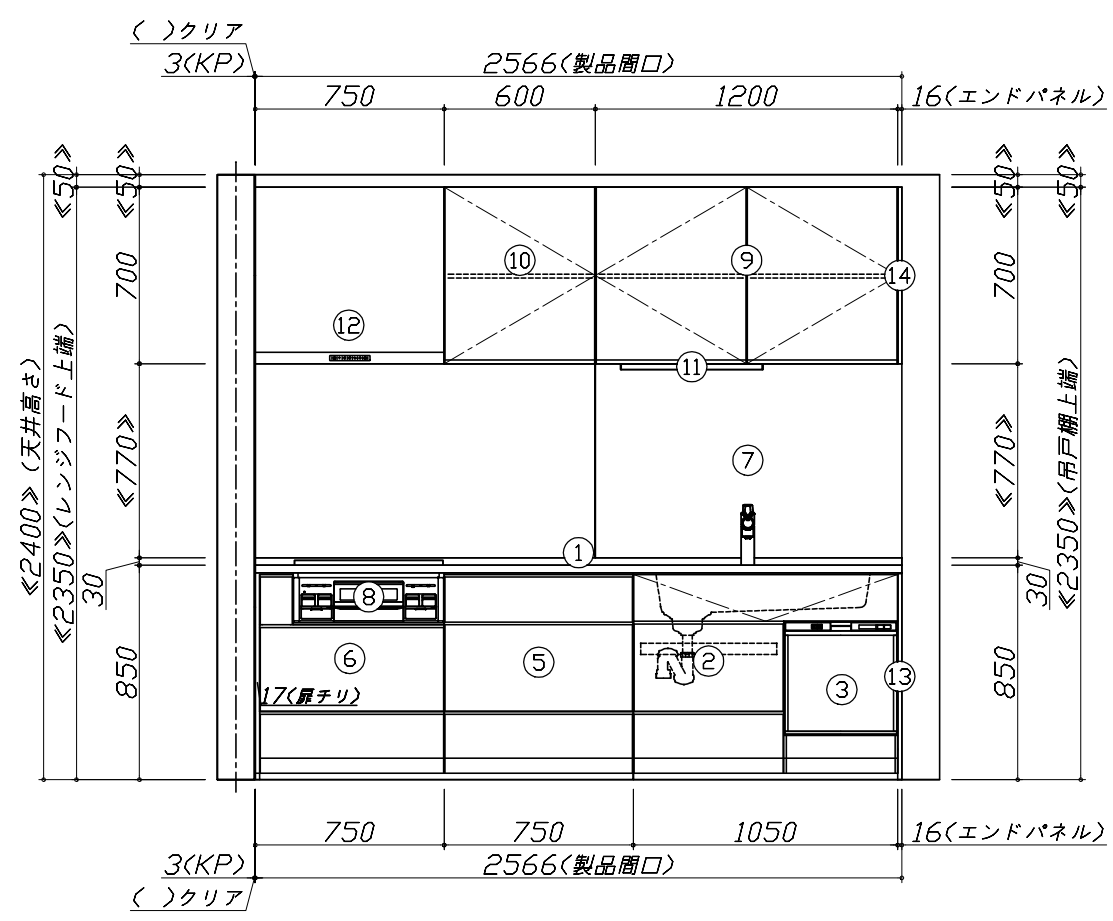 ( )クリア
3(KP)
2566(製品間口)
750
600
1200
16(エンドパネル)
≪50≫
≪50≫
≪50≫
≪50≫
700
700
10
9
14
12
11
≪2400≫(天井高さ)
≪2350≫(レンジフード上端)
≪770≫
≪770≫
≪2350≫(吊戸棚上端)
7
1
30
30
8
6
5
2
3
13
850
850
17(扉チリ)
750
750
1050
16(エンドパネル)
3(KP)
2566(製品間口)
( )クリア